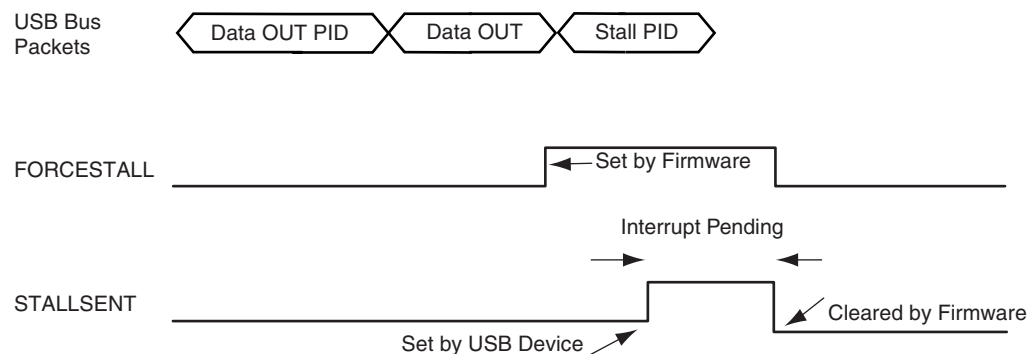 USB Bus
Packets
Data OUT PID
Data OUT
Stall PID
FORCESTALL
Set by Firmware
Interrupt Pending
STALLSENT
Cleared by Firmware
Set by USB Device